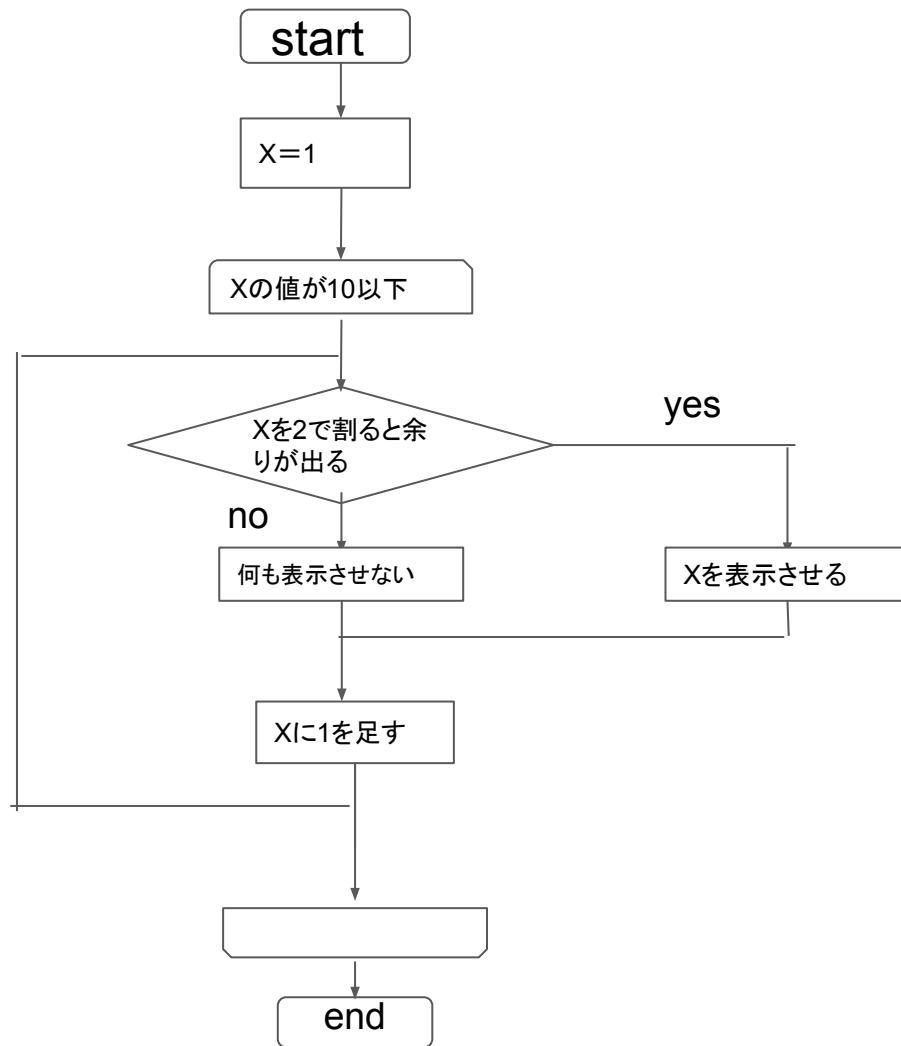 start
X＝1
Xの値が10以下
Xを2で割ると余
りが出る
yes
no
何も表示させない
Xを表示させる
Xに1を足す
end